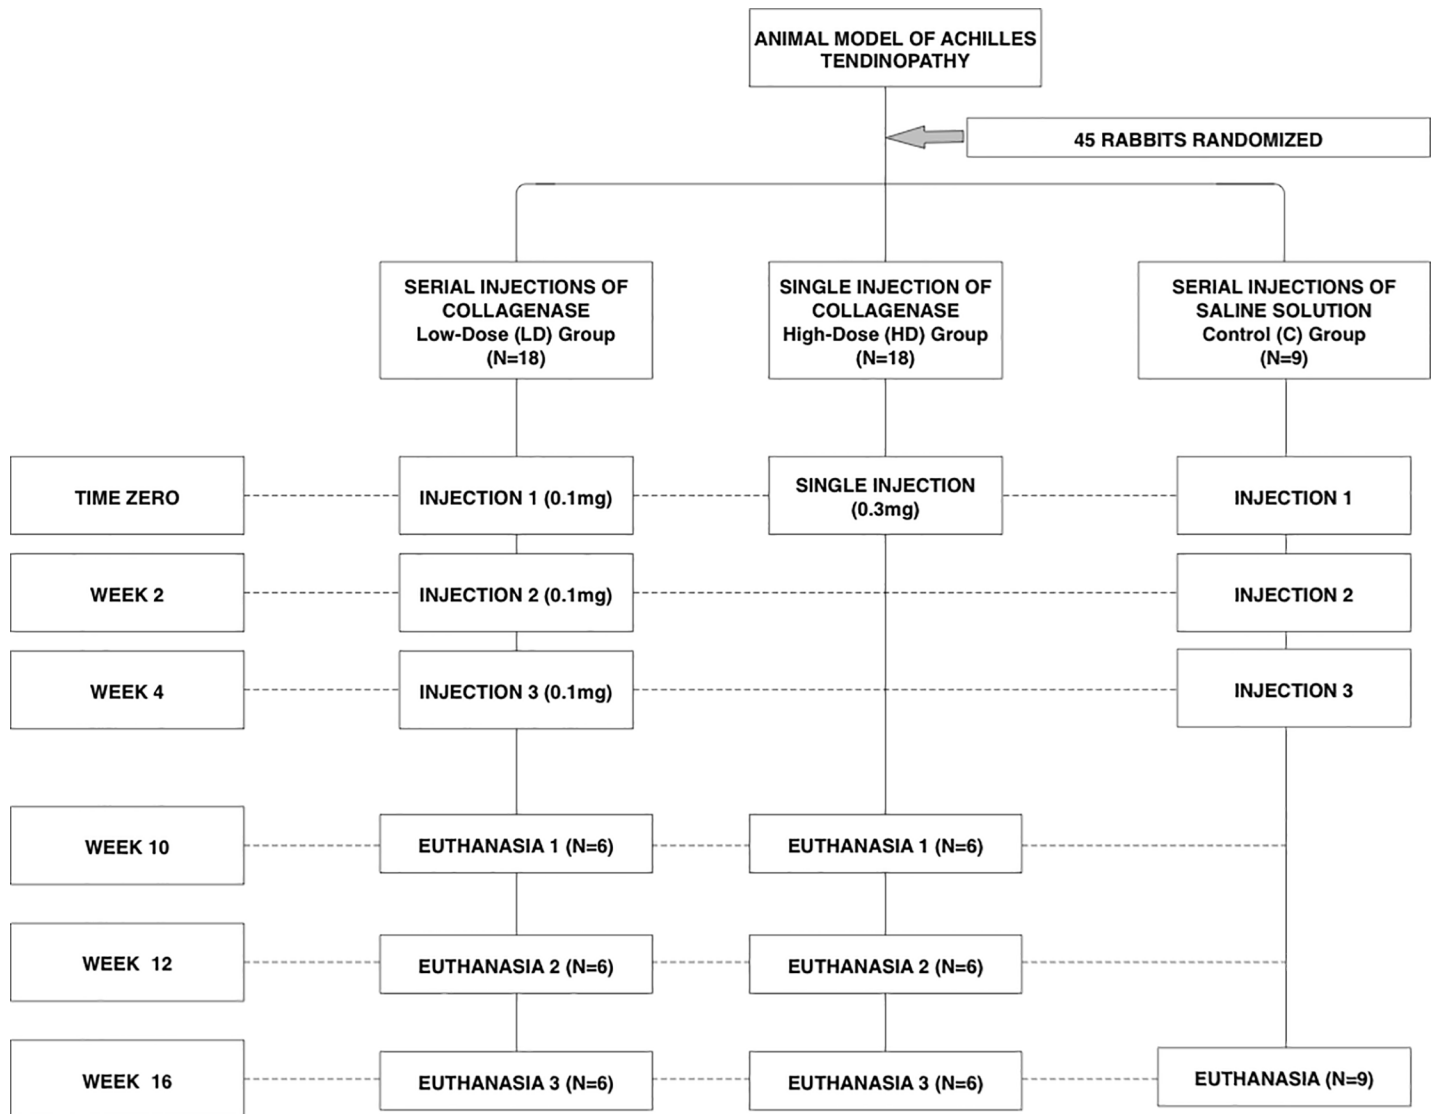 ANIMAL MODEL OF ACHILLES
TENDINOPATHY
45 RABBITS RANDOMIZED
SERIAL INJECTIONS OF
COLLAGENASE
Low-Dose (LD) Group
(N=18)
SINGLE INJECTION OF
COLLAGENASE
High-Dose (HD) Group
(N=18)
SERIAL INJECTIONS OF
SALINE SOLUTION
Control (C) Group
(N=9)
TIME ZERO
INJECTION 1 (0.1mg)
SINGLE INJECTION
(0.3mg)
INJECTION 1
WEEK 2
INJECTION 2 (0.1mg)
INJECTION 2
WEEK 4
INJECTION 3 (0.1mg)
INJECTION 3
WEEK 10
EUTHANASIA 1 (N=6)
EUTHANASIA 1 (N=6)
WEEK 12
EUTHANASIA 2 (N=6)
EUTHANASIA 2 (N=6)
WEEK 16
EUTHANASIA 3 (N=6)
EUTHANASIA 3 (N=6)
EUTHANASIA (N=9)